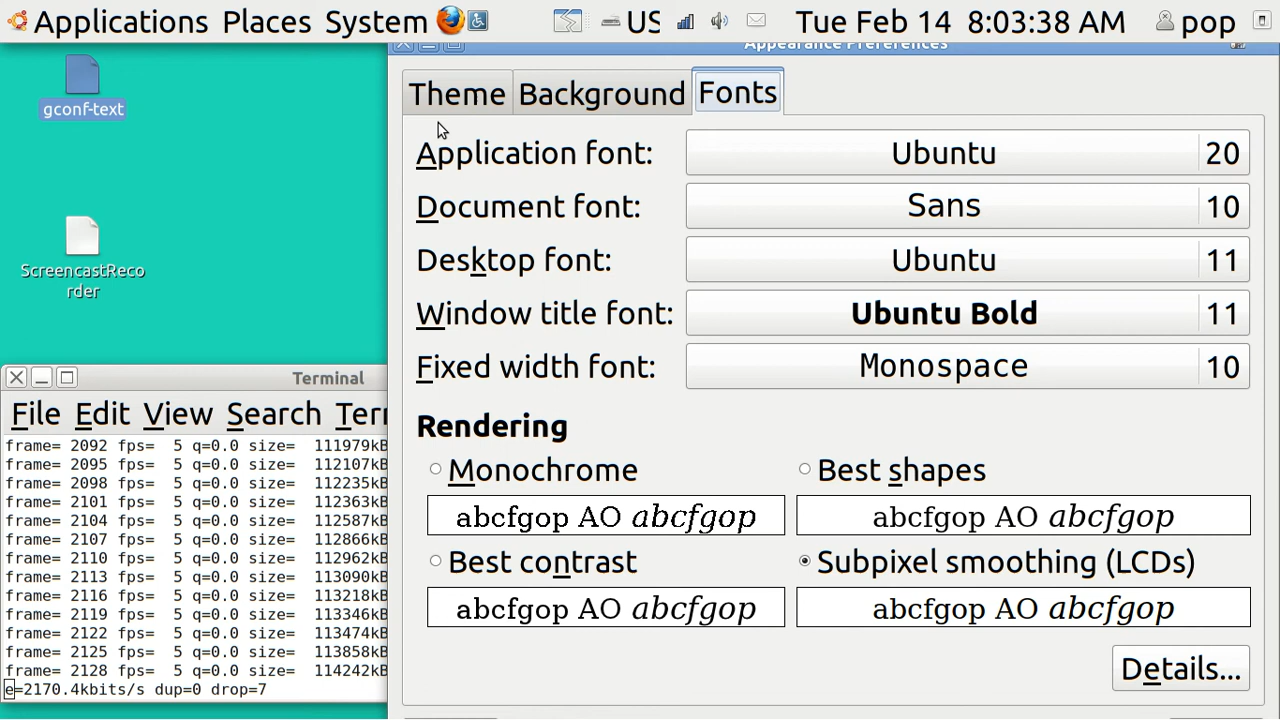 Applications Places System US Tue Feb 14 8:03:38 AM pop
Appearance Preferences
gconf-text
ScreencastReco
rder
Theme Background Fonts
Application font: Ubuntu 20
Document font: Sans 10
Desktop font: Ubuntu 11
Window title font: Ubuntu Bold 11
Fixed width font: Monospace 10
Rendering
Monochrome Best shapes
abcfgop AO abcfgop abcfgop AO abcfgop
Best contrast Subpixel smoothing (LCDs)
abcfgop AO abcfgop abcfgop AO abcfgop
Details...
Terminal
File Edit View Search Terr
frame= 2092 fps= 5 q=0.0 size= 111979kB
frame= 2095 fps= 5 q=0.0 size= 112107kB
frame= 2098 fps= 5 q=0.0 size= 112235kB
frame= 2101 fps= 5 q=0.0 size= 112363kB
frame= 2104 fps= 5 q=0.0 size= 112587kB
frame= 2107 fps= 5 q=0.0 size= 112866kB
frame= 2110 fps= 5 q=0.0 size= 112962kB
frame= 2113 fps= 5 q=0.0 size= 113090kB
frame= 2116 fps= 5 q=0.0 size= 113218kB
frame= 2119 fps= 5 q=0.0 size= 113346kB
frame= 2122 fps= 5 q=0.0 size= 113474kB
frame= 2125 fps= 5 q=0.0 size= 113858kB
frame= 2128 fps= 5 q=0.0 size= 114242kB
e=2170.4kbits/s dup=0 drop=7